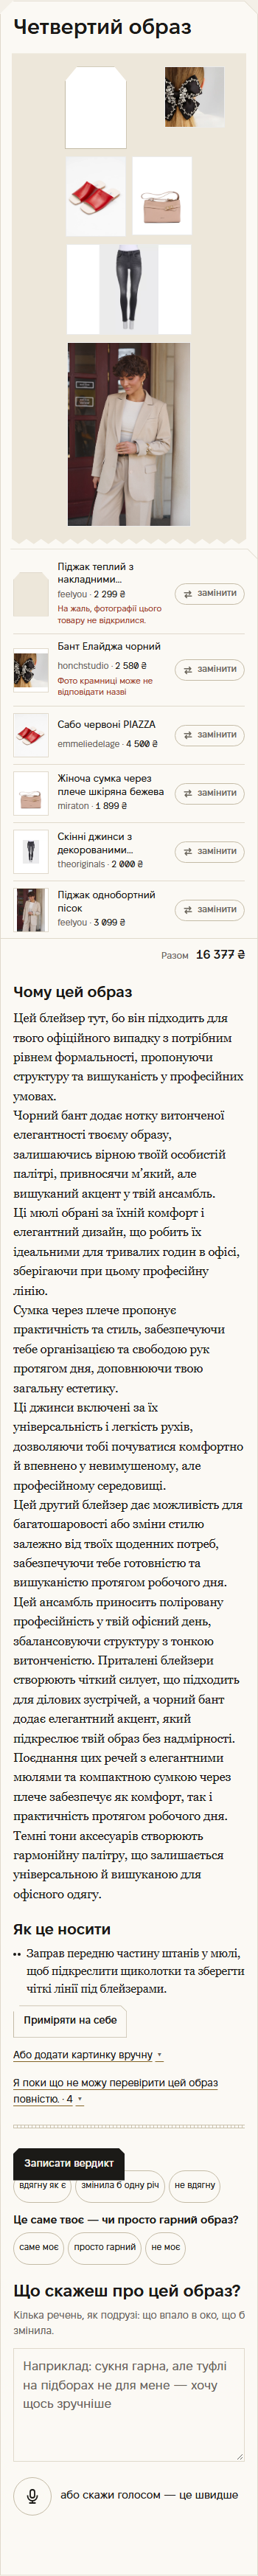 Четвертий образ
Піджак теплий з
накладними...
feelyou · 2 299 ₴
На жаль, фотографії цього
товару не відкрилися.
замінити
Бант Елайджа чорний
honchstudio · 2 580 ₴
Фото крамниці може не
відповідати назві
замінити
Сабо червоні PIAZZA
emmeliedelage · 4 500 ₴
замінити
Жіноча сумка через
плече шкіряна бежева
miraton · 1 899 ₴
замінити
Скінні джинси з
декорованими...
theoriginals · 2 000 ₴
замінити
Піджак однобортний
пісок
feelyou · 3 099 ₴
замінити
Разом 16 377 ₴
Чому цей образ
Цей блейзер тут, бо він підходить для
твого офіційного випадку з потрібним
рівнем формальності, пропонуючи
структуру та вишуканість у професійних
умовах.
Чорний бант додає нотку витонченої
елегантності твоєму образу,
залишаючись вірною твоїй особистій
палітрі, привносячи м’який, але
вишуканий акцент у твій ансамбль.
Ці мюлі обрані за їхній комфорт і
елегантний дизайн, що робить їх
ідеальними для тривалих годин в офісі,
зберігаючи при цьому професійну
лінію.
Сумка через плече пропонує
практичність та стиль, забезпечуючи
тебе організацією та свободою рук
протягом дня, доповнюючи твою
загальну естетику.
Ці джинси включені за їх
універсальність і легкість рухів,
дозволяючи тобі почуватися комфортно
й впевнено у невимушеному, але
професійному середовищі.
Цей другий блейзер дає можливість для
багатошаровості або зміни стилю
залежно від твоїх щоденних потреб,
забезпечуючи тебе готовністю та
вишуканістю протягом робочого дня.
Цей ансамбль приносить поліровану
професійність у твій офісний день,
збалансовуючи структуру з тонкою
витонченістю. Приталені блейзери
створюють чіткий силует, що підходить
для ділових зустрічей, а чорний бант
додає елегантний акцент, який
підкреслює твій образ без надмірності.
Поєднання цих речей з елегантними
мюлями та компактною сумкою через
плече забезпечує як комфорт, так і
практичність протягом робочого дня.
Темні тони аксесуарів створюють
гармонійну палітру, що залишається
універсальною й вишуканою для
офісного одягу.
Як це носити
Заправ передню частину штанів у мюлі,
щоб підкреслити щиколотки та зберегти
чіткі лінії під блейзерами.
Приміряти на себе
Або додати картинку вручну
Я поки що не можу перевірити цей образ
повністю. · 4
Записати вердикт
вдягну як є
змінила б одну річ
не вдягну
Це саме твоє — чи просто гарний образ?
саме моє
просто гарний
не моє
Що скажеш про цей образ?
Кілька речень, як подрузі: що впало в око, що б
змінила.
Наприклад: сукня гарна, але туфлі
на підборах не для мене — хочу
щось зручніше
або скажи голосом — це швидше